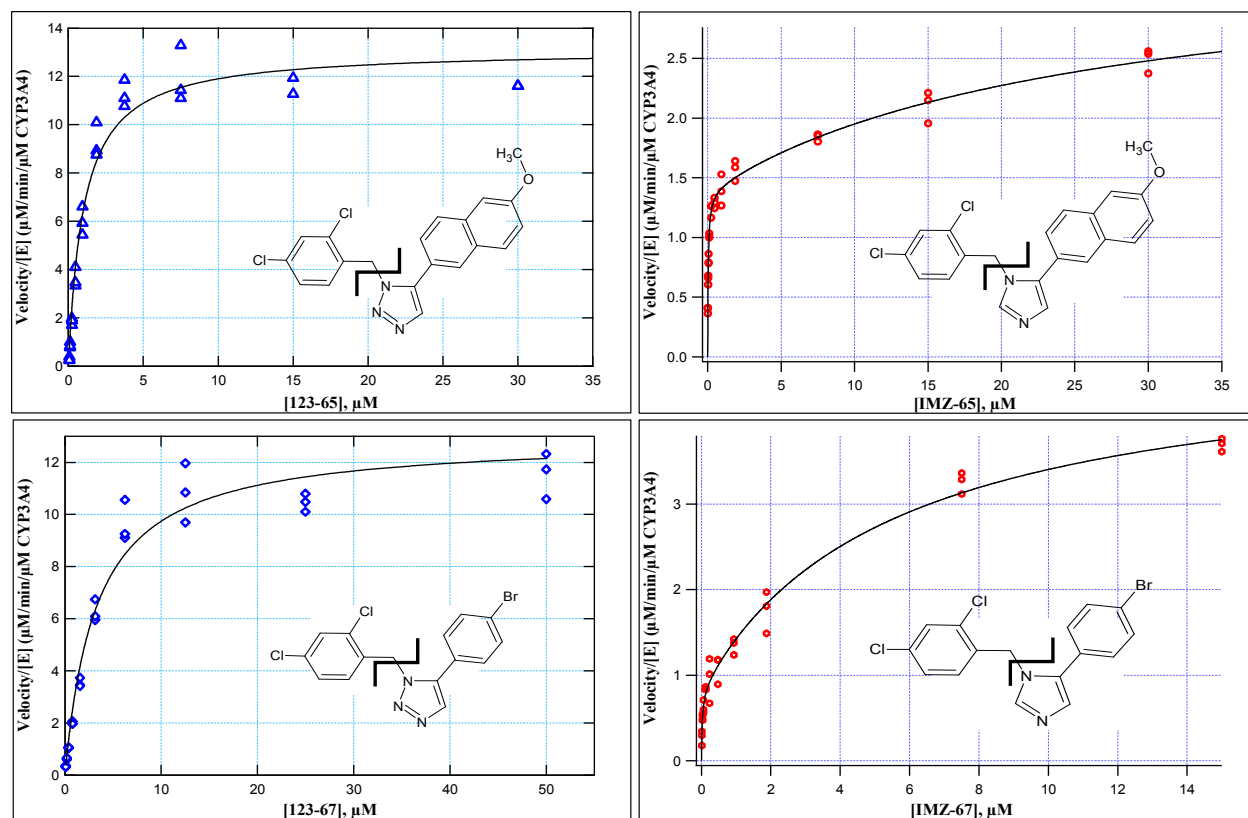 Velocity/[E] (µM/min/µM CYP3A4)
14
12
10
8
6
4
2
0
H₃C
O
Cl
Cl
N
N
N
0
5
10
15
20
25
30
35
[123-65], µM
Velocity/[E] (µM/min/µM CYP3A4)
2.5
2.0
1.5
1.0
0.5
0.0
H₃C
O
Cl
Cl
N
N
0
5
10
15
20
25
30
35
[IMZ-65], µM
Velocity/[E] (µM/min/µM CYP3A4)
12
10
8
6
4
2
0
Br
Cl
Cl
N
N
N
0
10
20
30
40
50
[123-67], µM
Velocity/[E] (µM/min/µM CYP3A4)
3
2
1
0
Br
Cl
Cl
N
N
0
2
4
6
8
10
12
14
[IMZ-67], µM